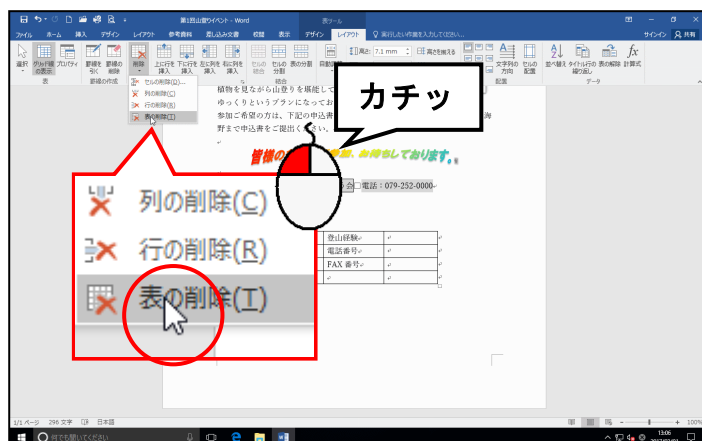 第1回山登りイベント - Word
表ツール
ファイル ホーム 挿入 デザイン レイアウト 参考資料 差し込み文書 校閲 表示 デザイン レイアウト 実行したい作業を入力してください... サインイン 共有
選択 グリッド線の表示 プロパティ 罫線を引く 罫線の削除 削除 上に行を挿入 下に行を挿入 左に列を挿入 右に列を挿入 セルの結合 セルの分割 表の分割 高さ: 7.1 mm 高さを揃える 文字列の方向 セルの配置 並べ替え タイトル行の繰り返し 表の解除 計算式
表 罫線の作成 結合 配置 データ
セルの削除(D)...
列の削除(C)
行の削除(R)
表の削除(T)
植物を見ながら山登りを堪能して
ゆっくりというプランになってお
参加ご希望の方は、下記の申込書
野まで申込書をご提出ください。
カチッ
皆様の
お待ちしております。
会□電話：079-252-0000
列の削除(C)
行の削除(R)
表の削除(T)
登山経験
電話番号
FAX 番号
1/1 ページ 296 文字 日本語 100%
何でも聞いてください 13:06